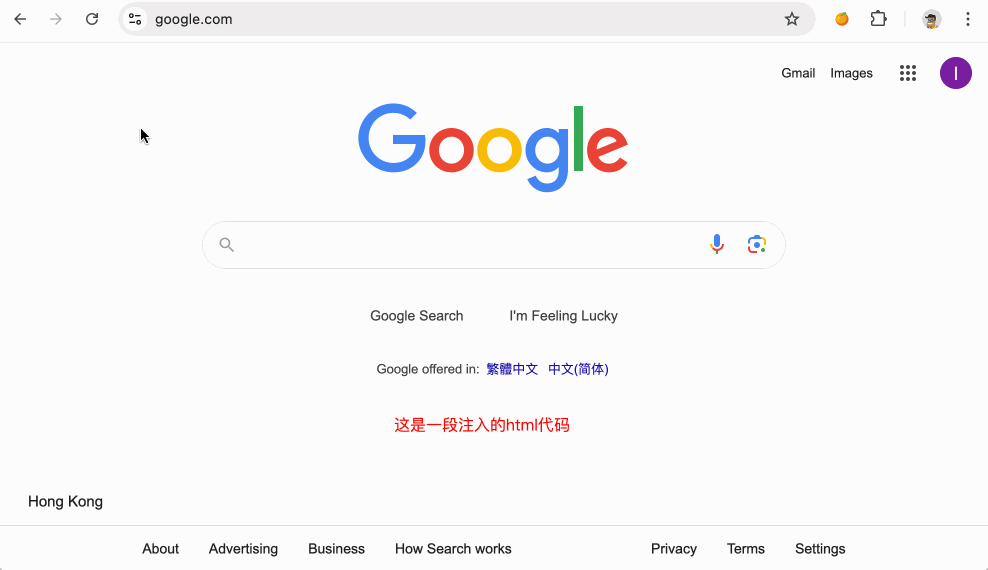 google.com
Gmail Images
I
Google
Google Search I'm Feeling Lucky
Google offered in: 繁體中文 中文(简体)
这是一段注入的html代码
Hong Kong
About Advertising Business How Search works Privacy Terms Settings